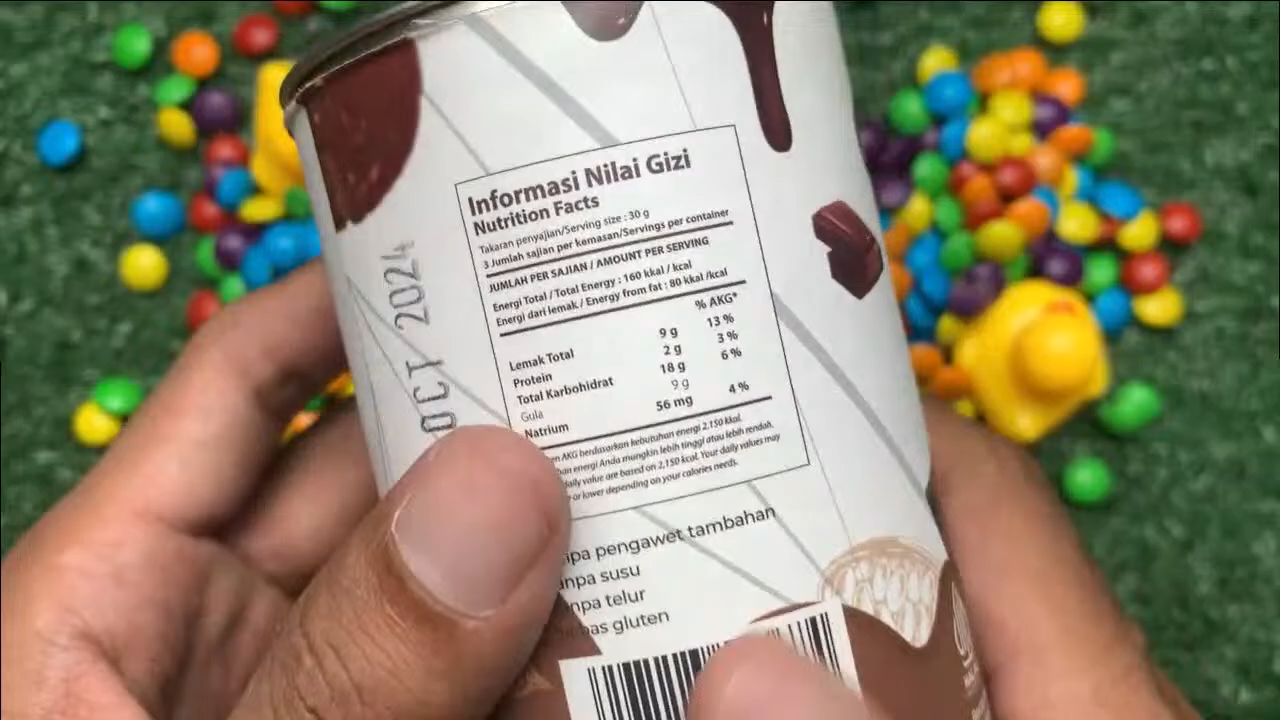 Informasi Nilai Gizi
Nutrition Facts
Takaran penyajian/Serving size : 30 g
3 Jumlah sajian per kemasan/Servings per container
JUMLAH PER SAJIAN / AMOUNT PER SERVING
Energi Total / Total Energy : 160 kkal / kcal
Energi dari lemak / Energy from fat : 80 kkal /kcal
% AKG*
Lemak Total 9 g 13 %
Protein 2 g 3 %
Total Karbohidrat 18 g 6 %
Gula 9 g
Natrium 56 mg 4 %
AKG berdasarkan kebutuhan energi 2.150 kkal.
energi Anda mungkin lebih tinggi atau lebih rendah.
daily value are based on 2,150 kcal. Your daily values may
or lower depending on your calories needs.
OCT 2024
pengawet tambahan
susu
telur
gluten